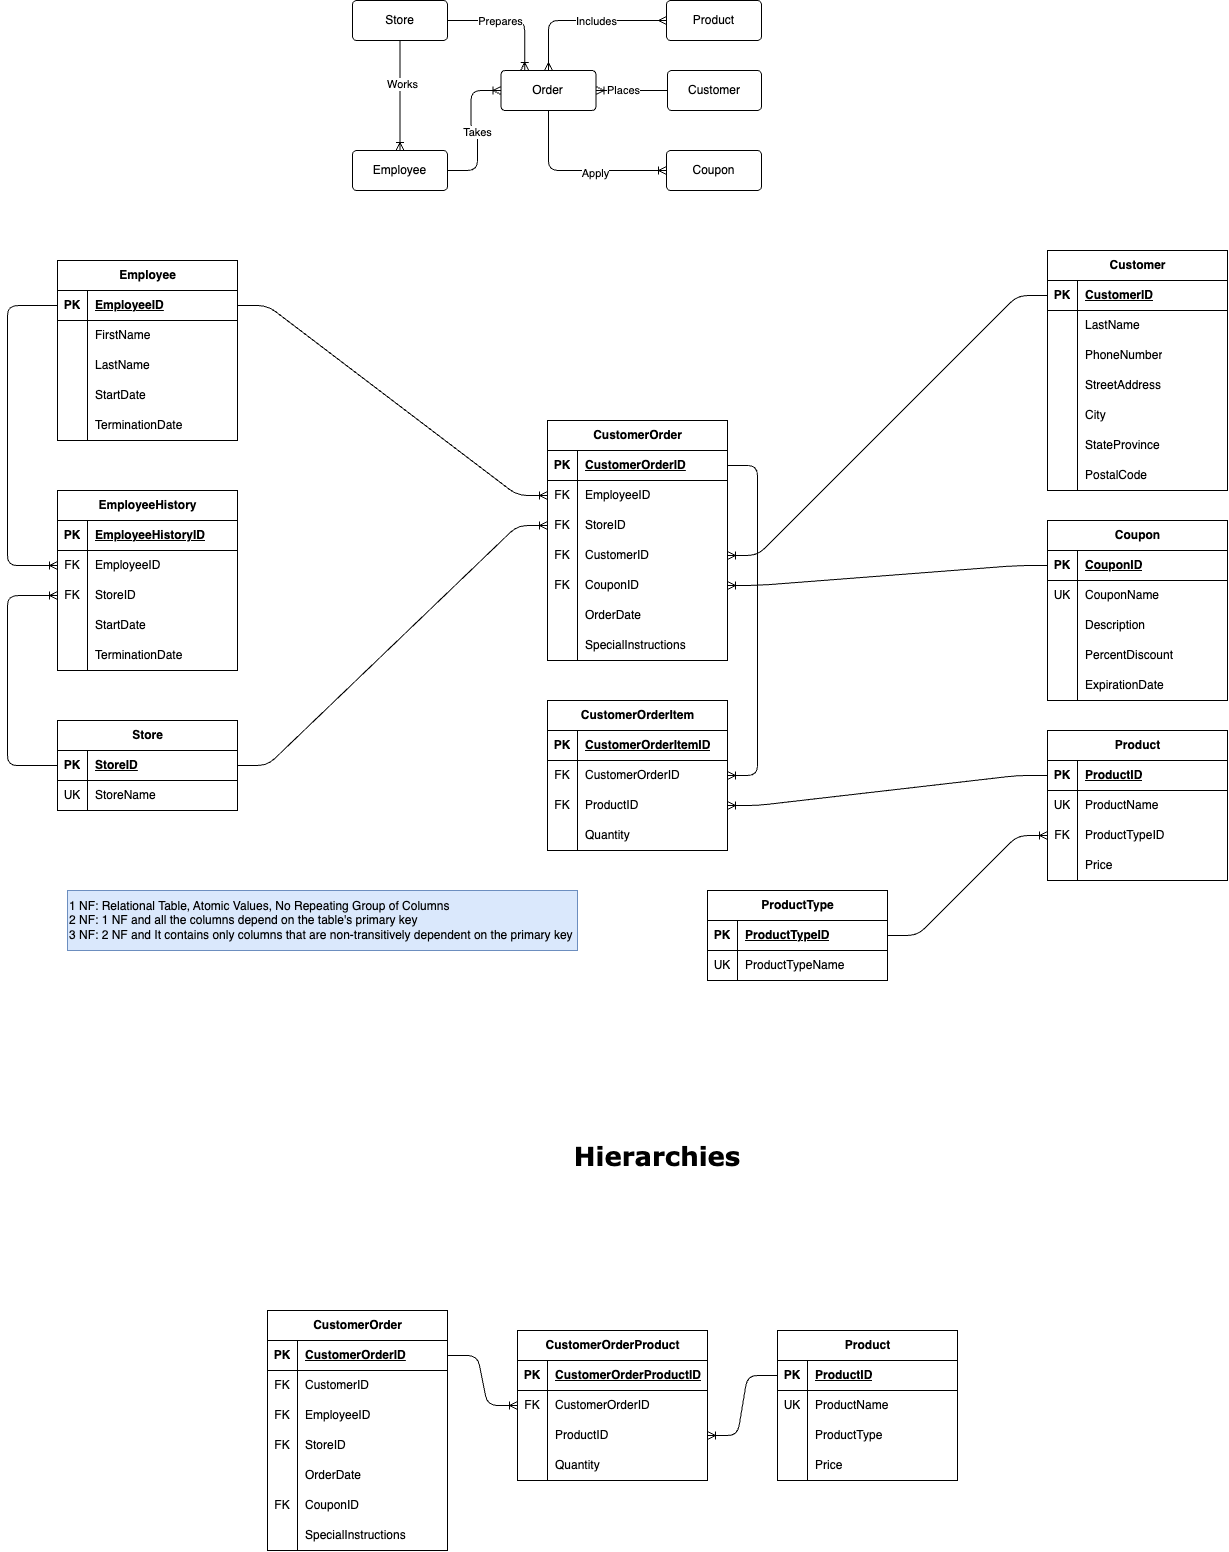 Store
Prepares
Includes
Product
Works
Order
Places
Customer
Takes
Employee
Apply
Coupon
Employee
PK EmployeeID
FirstName
LastName
StartDate
TerminationDate
EmployeeHistory
PK EmployeeHistoryID
FK EmployeeID
FK StoreID
StartDate
TerminationDate
Store
PK StoreID
UK StoreName
CustomerOrder
PK CustomerOrderID
FK EmployeeID
FK StoreID
FK CustomerID
FK CouponID
OrderDate
SpecialInstructions
CustomerOrderItem
PK CustomerOrderItemID
FK CustomerOrderID
FK ProductID
Quantity
Customer
PK CustomerID
LastName
PhoneNumber
StreetAddress
City
StateProvince
PostalCode
Coupon
PK CouponID
UK CouponName
Description
PercentDiscount
ExpirationDate
Product
PK ProductID
UK ProductName
FK ProductTypeID
Price
ProductType
PK ProductTypeID
UK ProductTypeName
1 NF: Relational Table, Atomic Values, No Repeating Group of Columns
2 NF: 1 NF and all the columns depend on the table's primary key
3 NF: 2 NF and It contains only columns that are non-transitively dependent on the primary key
Hierarchies
CustomerOrder
PK CustomerOrderID
FK CustomerID
FK EmployeeID
FK StoreID
OrderDate
FK CouponID
SpecialInstructions
CustomerOrderProduct
PK CustomerOrderProductID
FK CustomerOrderID
ProductID
Quantity
Product
PK ProductID
UK ProductName
ProductType
Price